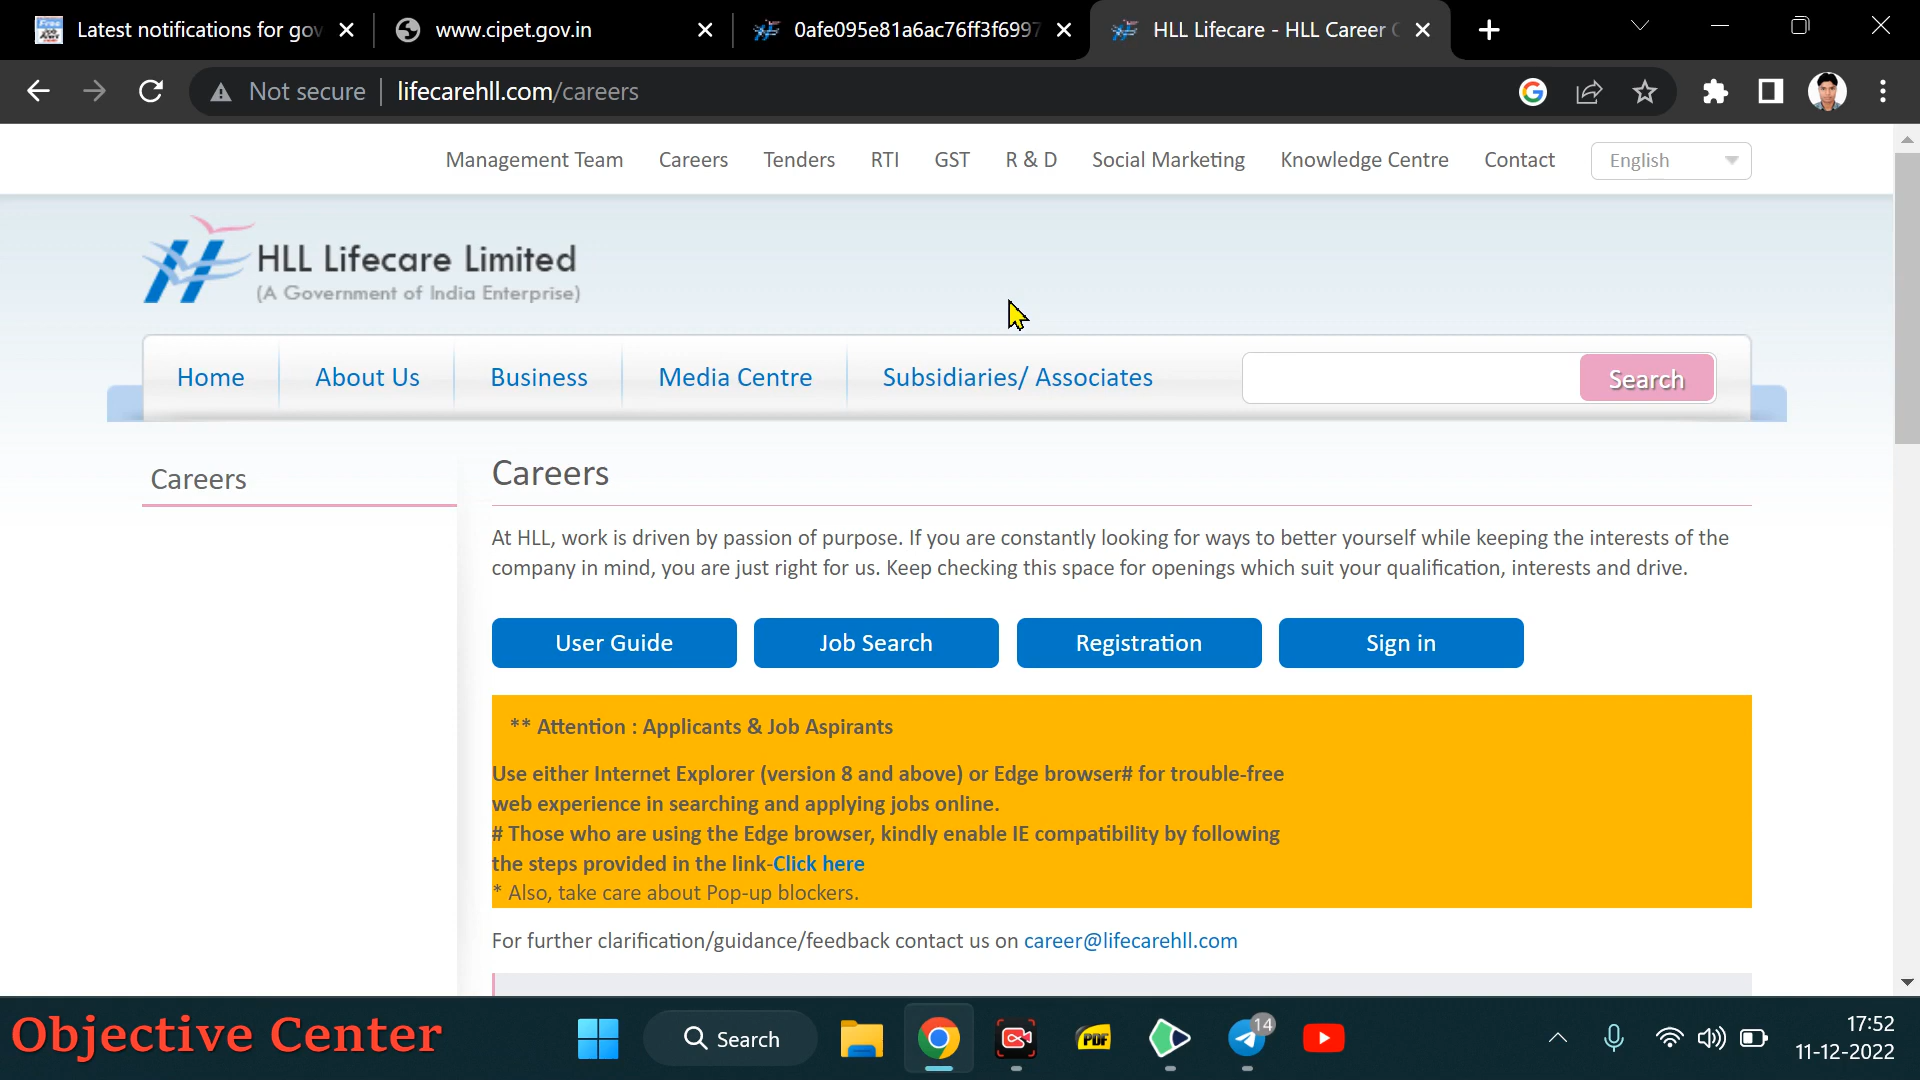 Latest notifications for gov
www.cipet.gov.in
0afe095e81a6ac76ff3f6997
HLL Lifecare - HLL Career
Not secure
lifecarehll.com/careers
Management Team
Careers
Tenders
RTI
GST
R & D
Social Marketing
Knowledge Centre
Contact
English
HLL Lifecare Limited
(A Government of India Enterprise)
Home
About Us
Business
Media Centre
Subsidiaries/ Associates
Search
Careers
Careers
At HLL, work is driven by passion of purpose. If you are constantly looking for ways to better yourself while keeping the interests of the
company in mind, you are just right for us. Keep checking this space for openings which suit your qualification, interests and drive.
User Guide
Job Search
Registration
Sign in
** Attention : Applicants & Job Aspirants
Use either Internet Explorer (version 8 and above) or Edge browser# for trouble-free
web experience in searching and applying jobs online.
# Those who are using the Edge browser, kindly enable IE compatibility by following
the steps provided in the link-Click here
* Also, take care about Pop-up blockers.
For further clarification/guidance/feedback contact us on career@lifecarehll.com
Objective Center
Search
PDF
14
17:52
11-12-2022